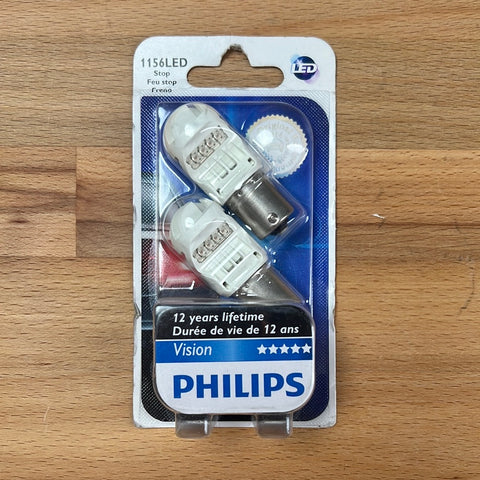 1156LED
Stop
Feu stop
Freno
LED
12 years lifetime
Durée de vie de 12 ans
Vision
PHILIPS